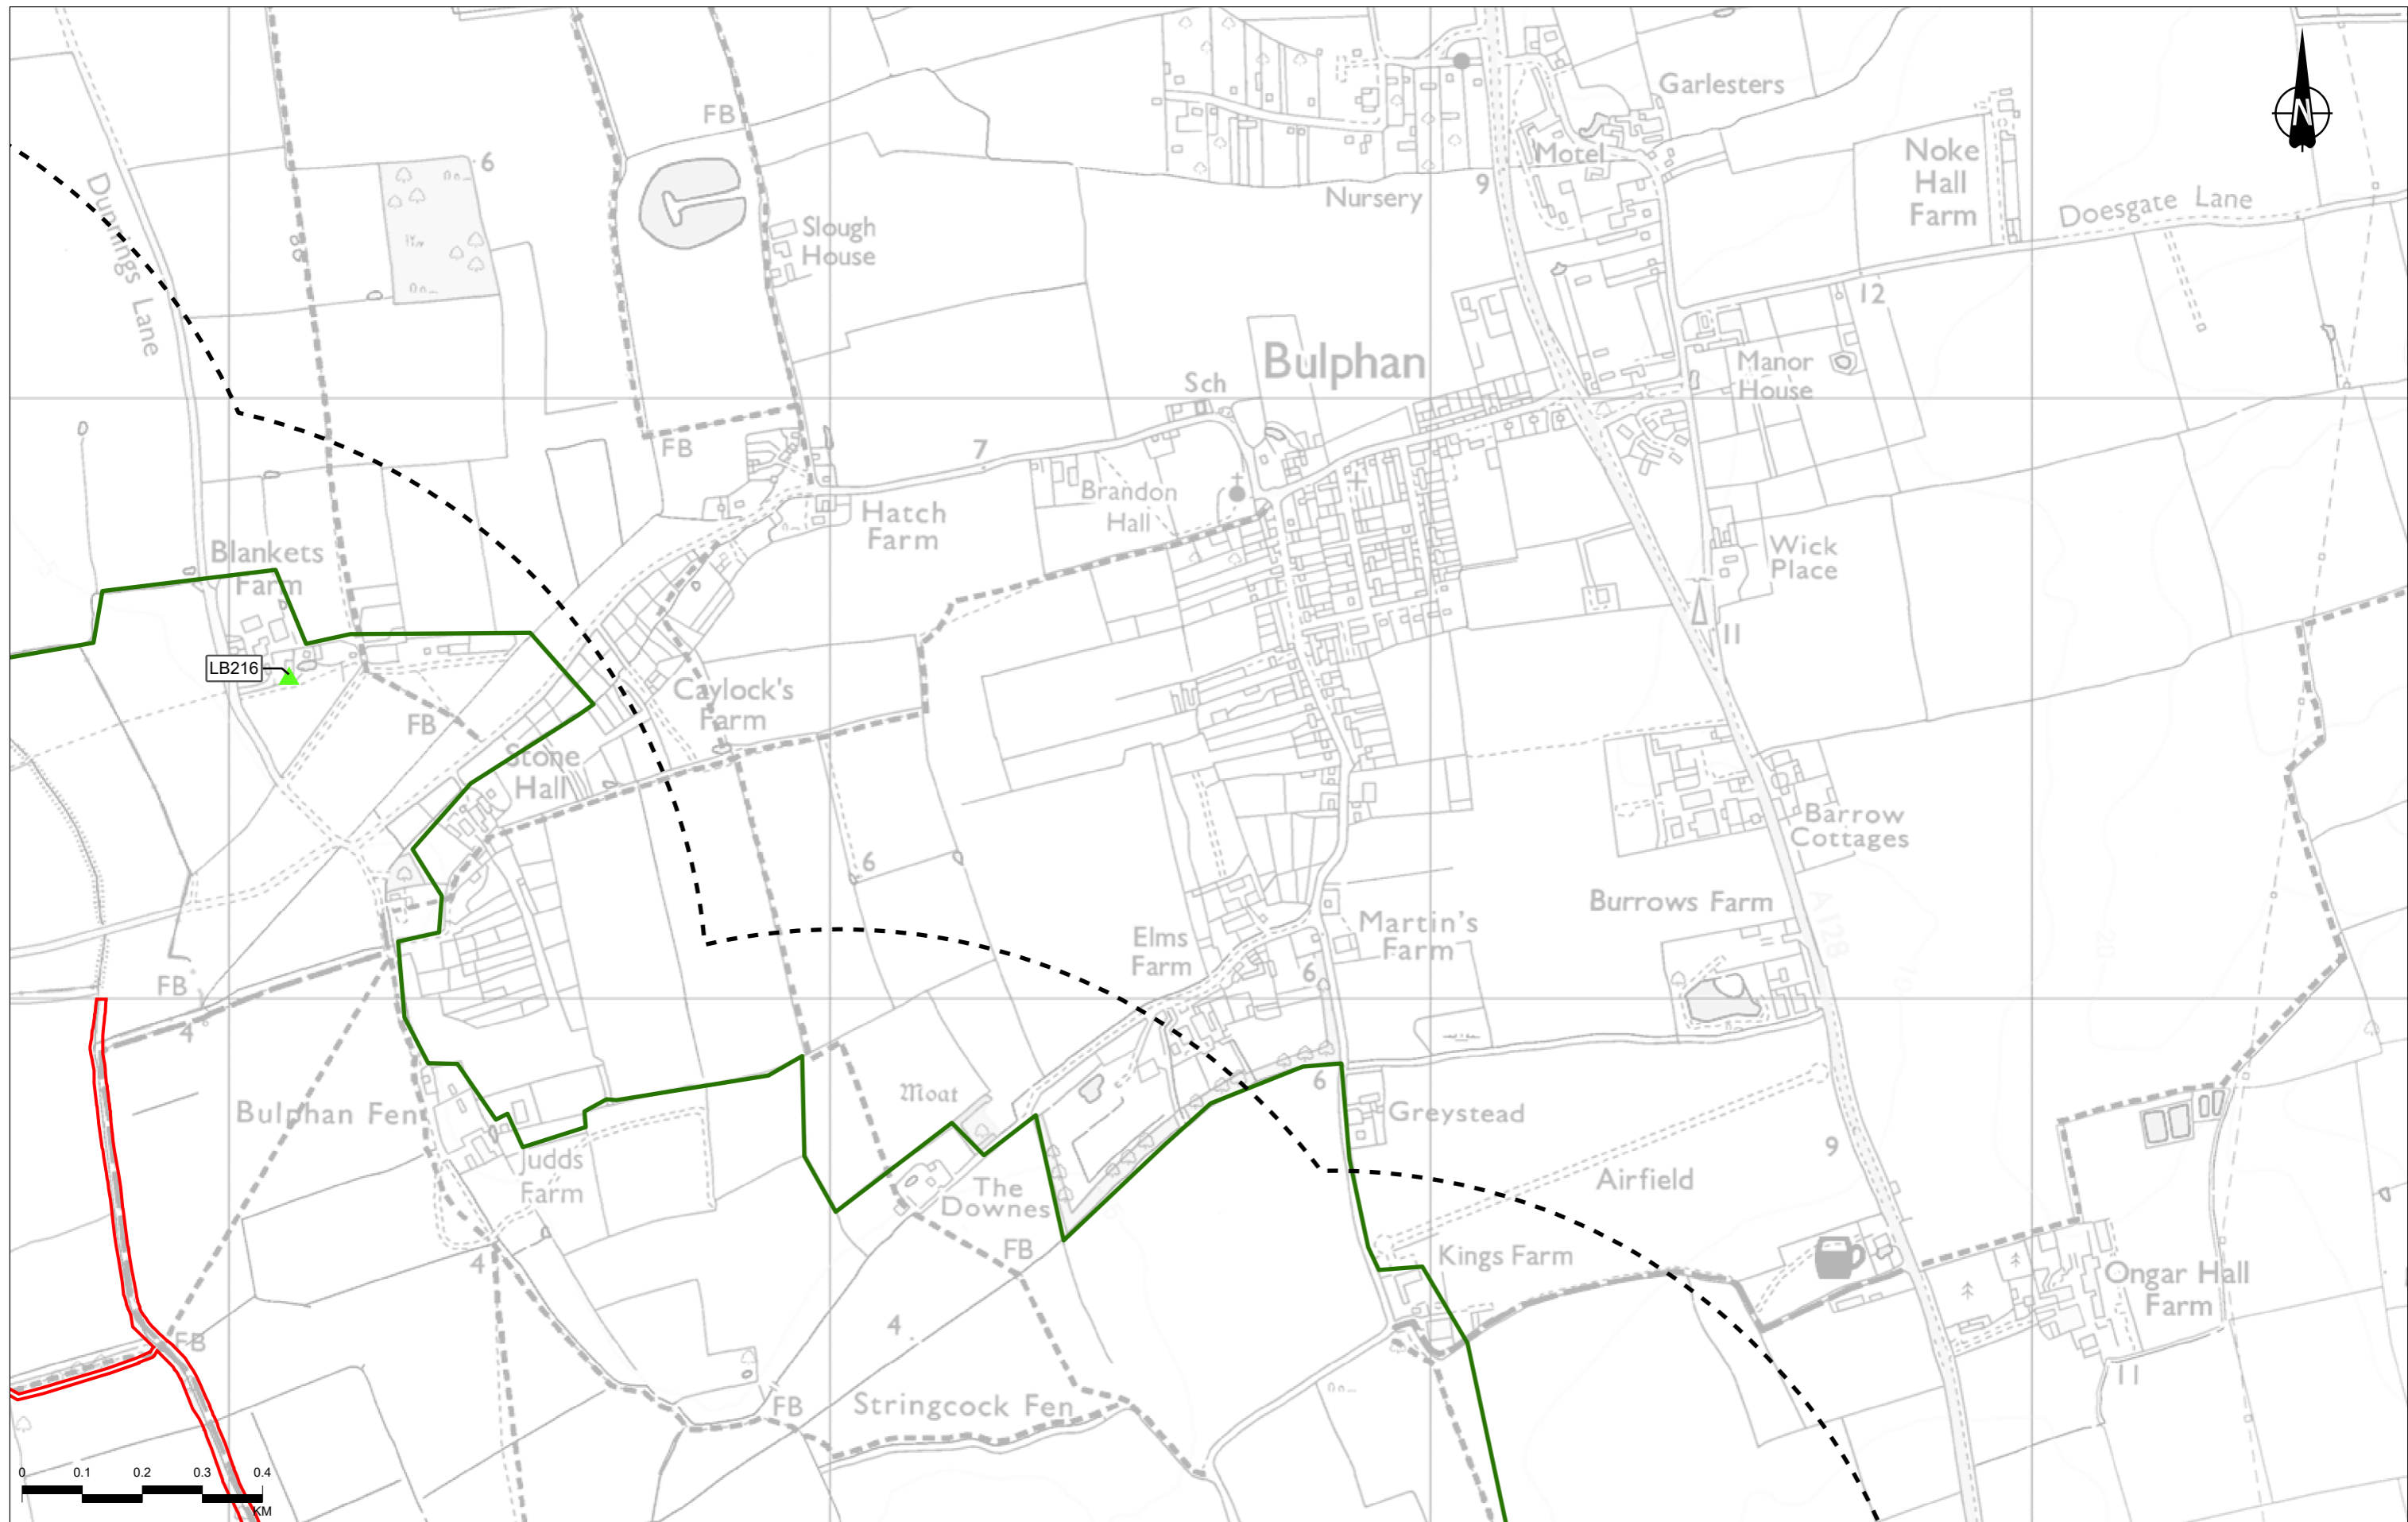 FB
Garlesters
N
6
Motel
Noke
Hall
Farm
Dunnings Lane
9
Nursery
Doesgate Lane
Slough
House
12
Bulphan
Sch
Manor
House
7
FB
Brandon
Hall
Hatch
Farm
Blankets
Farm
Wick
Place
11
LB216
Caylock's
Farm
FB
Stone
Hall
Barrow
Cottages
6
Burrows Farm
A128
Martin's
Farm
Elms
Farm
20
10
6
FB
4
6
Moat
Greystead
Bulphan Fen
9
Judds
Farm
Airfield
The
Downes
FB
4
Kings Farm
Ongar Hall
Farm
4
FB
11
FB
Stringcock Fen
0 0.1 0.2 0.3 0.4
KM